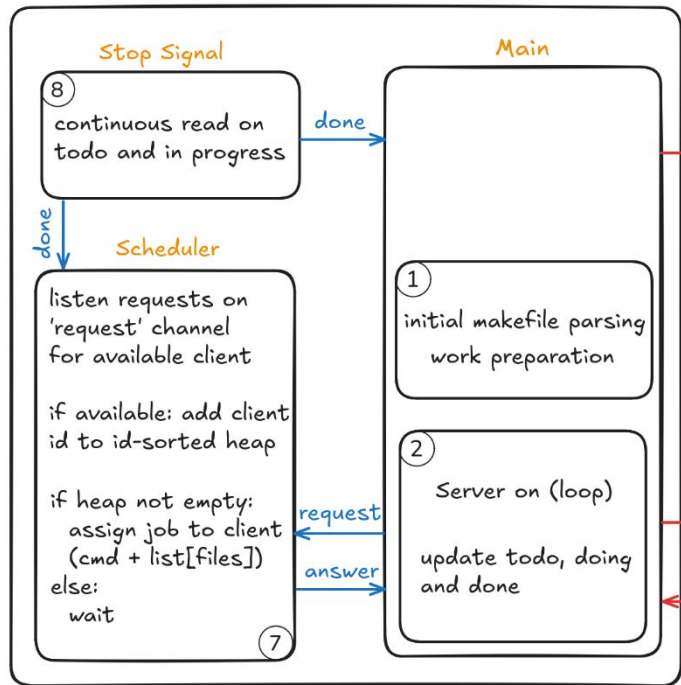 Stop Signal
8
continuous read on
todo and in progress
done
done
Main
1
initial makefile parsing
work preparation
2
Server on (loop)
update todo, doing
and done
request
answer
Scheduler
listen requests on
'request' channel
for available client
if available: add client
id to id-sorted heap
if heap not empty:
assign job to client
(cmd + list[files])
else:
wait
7